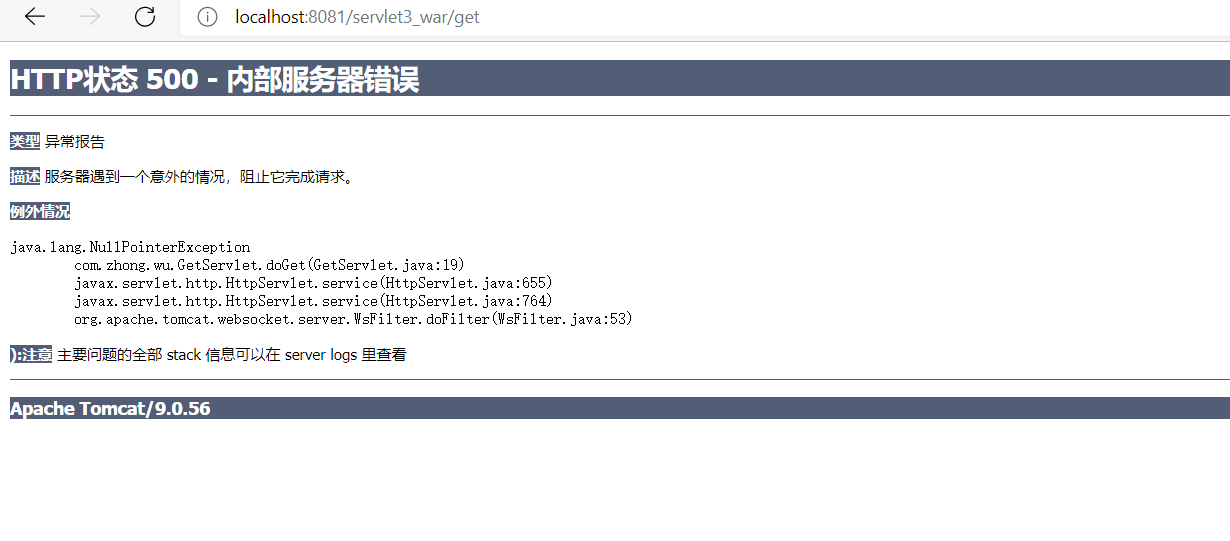 localhost:8081/servlet3_war/get
HTTP状态 500 - 内部服务器错误
类型 异常报告
描述 服务器遇到一个意外的情况，阻止它完成请求。
例外情况
java.lang.NullPointerException
com.zhong.wu.GetServlet.doGet(GetServlet.java:19)
javax.servlet.http.HttpServlet.service(HttpServlet.java:655)
javax.servlet.http.HttpServlet.service(HttpServlet.java:764)
org.apache.tomcat.websocket.server.WsFilter.doFilter(WsFilter.java:53)
):注意 主要问题的全部 stack 信息可以在 server logs 里查看
Apache Tomcat/9.0.56